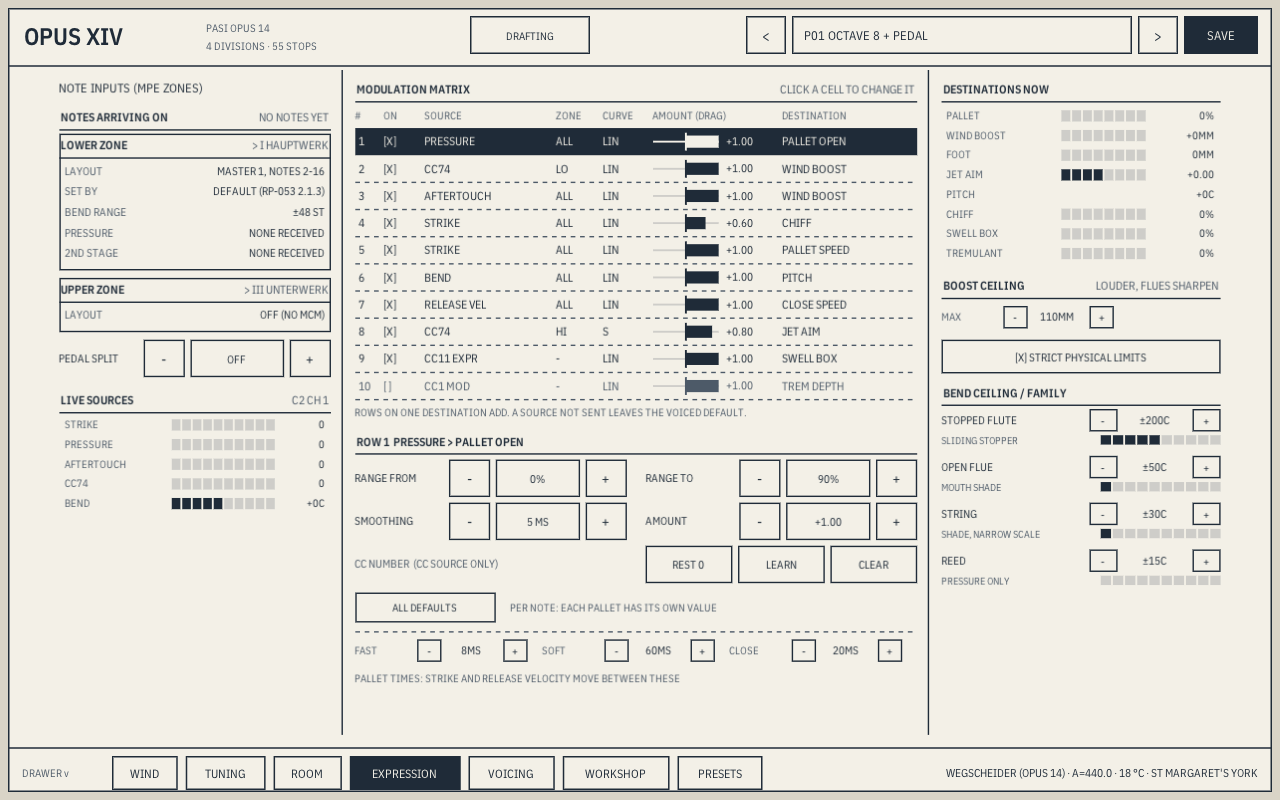 OPUS XIV
PASI OPUS 14
4 DIVISIONS · 55 STOPS
DRAFTING
<
P01 OCTAVE 8 + PEDAL
>
SAVE
NOTE INPUTS (MPE ZONES)
NOTES ARRIVING ON NO NOTES YET
LOWER ZONE > I HAUPTWERK
LAYOUT MASTER 1, NOTES 2-16
SET BY DEFAULT (RP-053 2.1.3)
BEND RANGE ±48 ST
PRESSURE NONE RECEIVED
2ND STAGE NONE RECEIVED
UPPER ZONE > III UNTERWERK
LAYOUT OFF (NO MCM)
PEDAL SPLIT - OFF +
LIVE SOURCES C2 CH 1
STRIKE 0
PRESSURE 0
AFTERTOUCH 0
CC74 0
BEND +0C
MODULATION MATRIX CLICK A CELL TO CHANGE IT
# ON SOURCE ZONE CURVE AMOUNT (DRAG) DESTINATION
1 [X] PRESSURE ALL LIN +1.00 PALLET OPEN
2 [X] CC74 LO LIN +1.00 WIND BOOST
3 [X] AFTERTOUCH ALL LIN +1.00 WIND BOOST
4 [X] STRIKE ALL LIN +0.60 CHIFF
5 [X] STRIKE ALL LIN +1.00 PALLET SPEED
6 [X] BEND ALL LIN +1.00 PITCH
7 [X] RELEASE VEL ALL LIN +1.00 CLOSE SPEED
8 [X] CC74 HI S +0.80 JET AIM
9 [X] CC11 EXPR - LIN +1.00 SWELL BOX
10 [ ] CC1 MOD - LIN +1.00 TREM DEPTH
ROWS ON ONE DESTINATION ADD. A SOURCE NOT SENT LEAVES THE VOICED DEFAULT.
ROW 1 PRESSURE > PALLET OPEN
RANGE FROM - 0% + RANGE TO - 90% +
SMOOTHING - 5 MS + AMOUNT - +1.00 +
CC NUMBER (CC SOURCE ONLY) REST 0 LEARN CLEAR
ALL DEFAULTS PER NOTE: EACH PALLET HAS ITS OWN VALUE
FAST - 8MS + SOFT - 60MS + CLOSE - 20MS +
PALLET TIMES: STRIKE AND RELEASE VELOCITY MOVE BETWEEN THESE
DESTINATIONS NOW
PALLET 0%
WIND BOOST +0MM
FOOT 0MM
JET AIM +0.00
PITCH +0C
CHIFF 0%
SWELL BOX 0%
TREMULANT 0%
BOOST CEILING LOUDER, FLUES SHARPEN
MAX - 110MM +
[X] STRICT PHYSICAL LIMITS
BEND CEILING / FAMILY
STOPPED FLUTE - ±200C +
SLIDING STOPPER
OPEN FLUE - ±50C +
MOUTH SHADE
STRING - ±30C +
SHADE, NARROW SCALE
REED - ±15C +
PRESSURE ONLY
DRAWER v
WIND
TUNING
ROOM
EXPRESSION
VOICING
WORKSHOP
PRESETS
WEGSCHEIDER (OPUS 14) · A=440.0 · 18 °C · ST MARGARET'S YORK